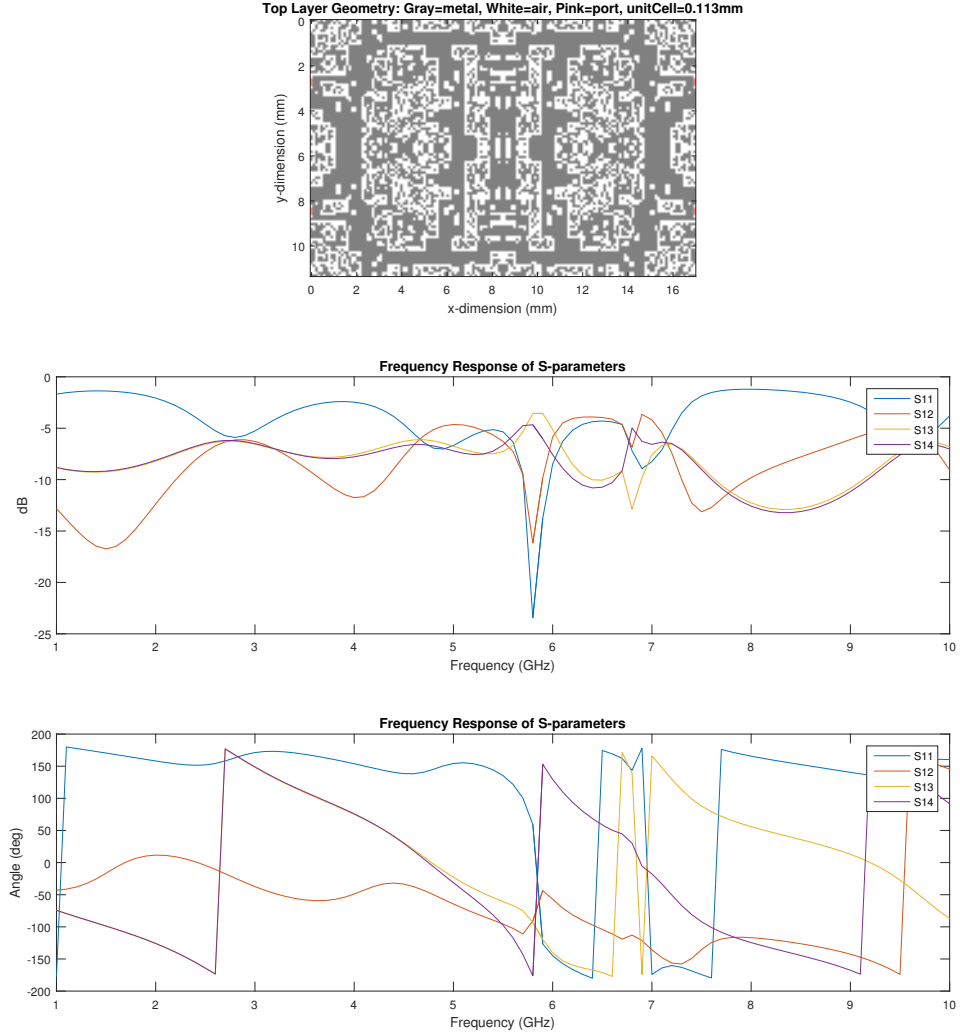 Top Layer Geometry: Gray=metal, White=air, Pink=port, unitCell=0.113mm
0
2
4
6
8
10
y-dimension (mm)
0 2 4 6 8 10 12 14 16
x-dimension (mm)
Frequency Response of S-parameters
0
-5
-10
-15
-20
-25
dB
S11
S12
S13
S14
1 2 3 4 5 6 7 8 9 10
Frequency (GHz)
Frequency Response of S-parameters
200
150
100
50
0
-50
-100
-150
-200
Angle (deg)
S11
S12
S13
S14
1 2 3 4 5 6 7 8 9 10
Frequency (GHz)